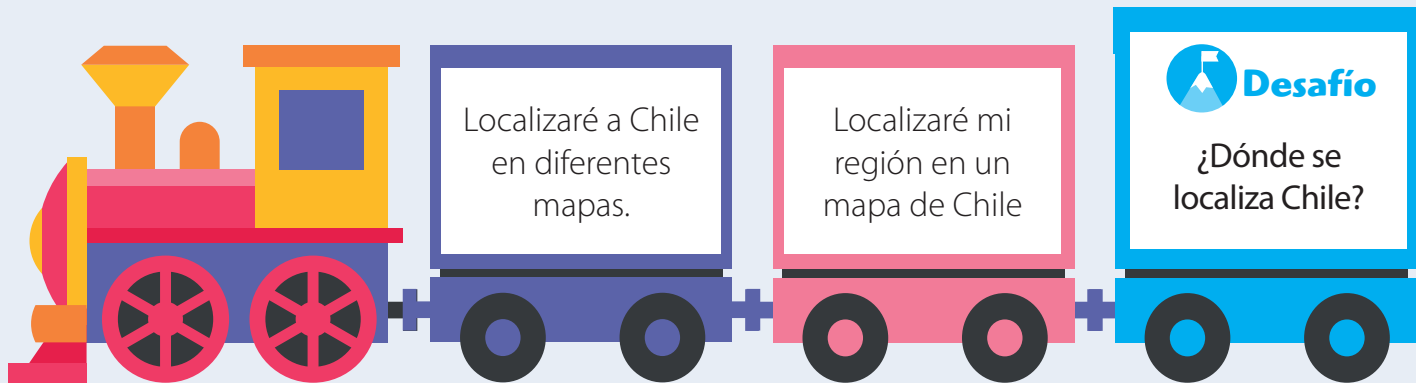 Localizaré a Chile
en diferentes
mapas.
Localizaré mi
región en un
mapa de Chile
Desafío
¿Dónde se
localiza Chile?